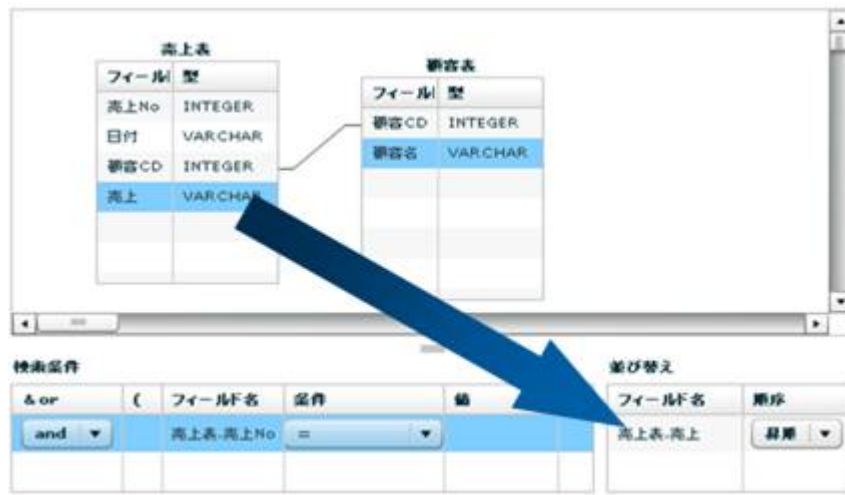 売上表
フィールド 型
売上No INTEGER
日付 VARCHAR
顧客CD INTEGER
売上 VARCHAR
顧客表
フィールド 型
顧客CD INTEGER
顧客名 VARCHAR
検索条件
& or ( フィールド名 条件 値
and 売上表.売上No =
並び替え
フィールド名 順序
売上表.売上 昇順